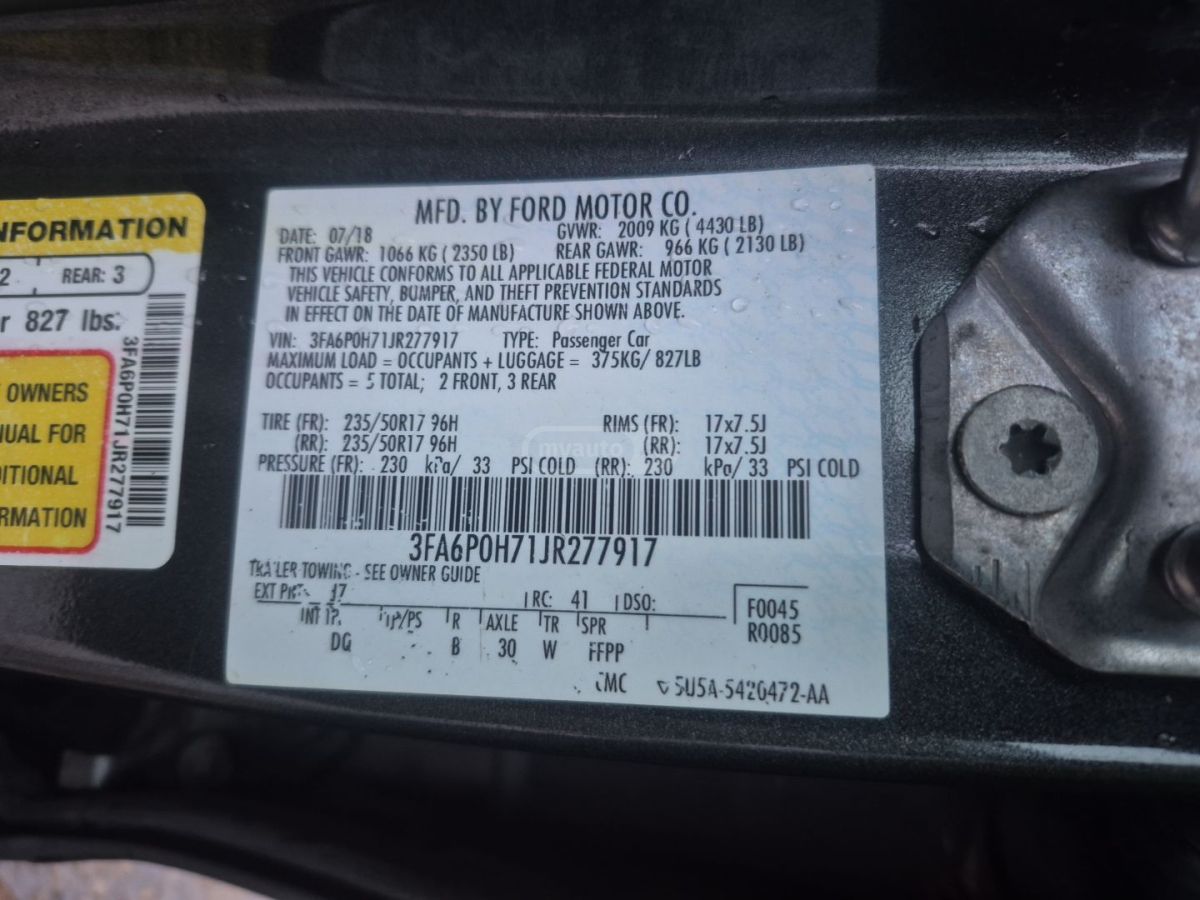 NFORMATION
2 REAR: 3
r 827 lbs.
OWNERS
NUAL FOR
DITIONAL
RMATION
3FA6P0H71JR277917
MFD. BY FORD MOTOR CO.
DATE: 07/18 GVWR: 2009 KG ( 4430 LB)
FRONT GAWR: 1066 KG ( 2350 LB) REAR GAWR: 966 KG ( 2130 LB)
THIS VEHICLE CONFORMS TO ALL APPLICABLE FEDERAL MOTOR
VEHICLE SAFETY, BUMPER, AND THEFT PREVENTION STANDARDS
IN EFFECT ON THE DATE OF MANUFACTURE SHOWN ABOVE.
VIN: 3FA6P0H71JR277917 TYPE: Passenger Car
MAXIMUM LOAD = OCCUPANTS + LUGGAGE = 375KG/ 827LB
OCCUPANTS = 5 TOTAL; 2 FRONT, 3 REAR
TIRE (FR): 235/50R17 96H RIMS (FR): 17x7.5J
(RR): 235/50R17 96H (RR): 17x7.5J
myauto
PRESSURE (FR): 230 kPa/ 33 PSI COLD (RR): 230 kPa/ 33 PSI COLD
3FA6P0H71JR277917
TRAILER TOWING - SEE OWNER GUIDE
EXT RC: 41 DSO: F0045
INT R AXLE TR SPR R0085
DG B 30 W FFPP
5U5A-5420472-AA